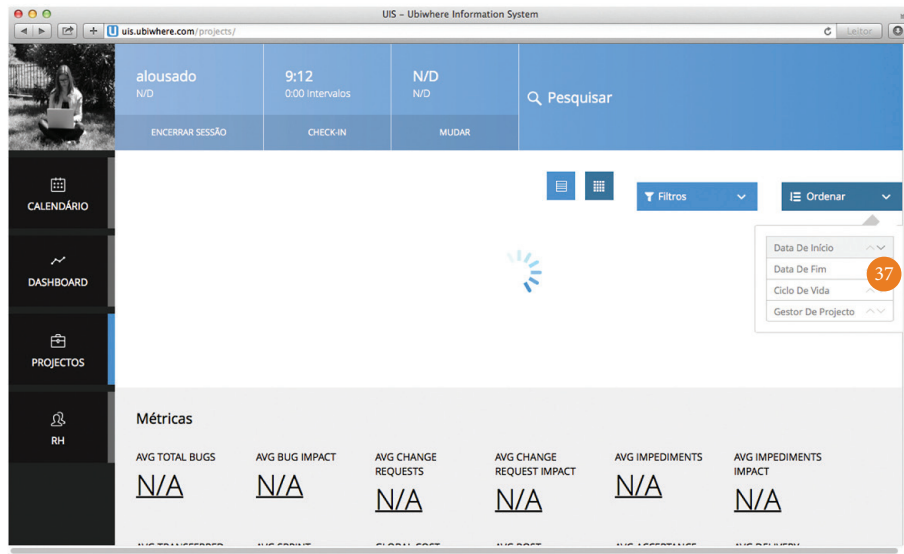 UIS – Ubiwhere Information System
uis.ubiwhere.com/projects/
Leitor
alousado
N/D
9:12
0:00 Intervalos
N/D
N/D
Pesquisar
ENCERRAR SESSÃO
CHECK-IN
MUDAR
CALENDÁRIO
DASHBOARD
PROJECTOS
RH
Filtros
Ordenar
Data De Início
Data De Fim
Ciclo De Vida
Gestor De Projecto
37
Métricas
AVG TOTAL BUGS
N/A
AVG BUG IMPACT
N/A
AVG CHANGE
REQUESTS
N/A
AVG CHANGE
REQUEST IMPACT
N/A
AVG IMPEDIMENTS
N/A
AVG IMPEDIMENTS
IMPACT
N/A